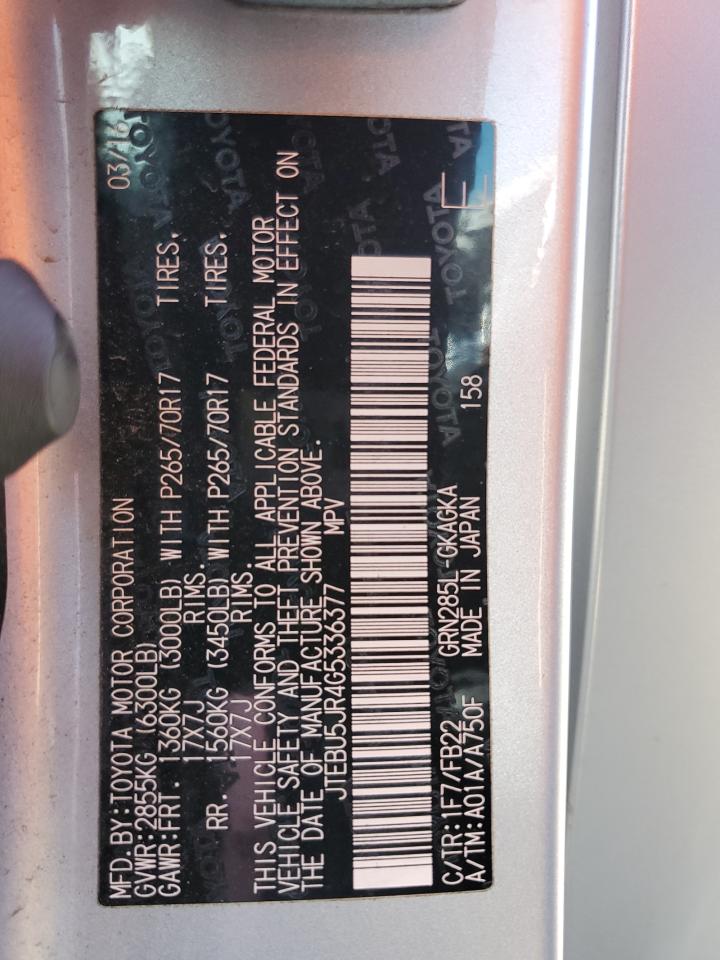 MFD.BY:TOYOTA MOTOR CORPORATION 03/16
GVWR:2855KG (6300LB)
GAWR:FRT. 1360KG (3000LB) WITH P265/70R17 TIRES,
17X7J RIMS.
RR. 1560KG (3450LB) WITH P265/70R17 TIRES,
17X7J RIMS.
THIS VEHICLE CONFORMS TO ALL APPLICABLE FEDERAL MOTOR
VEHICLE SAFETY AND THEFT PREVENTION STANDARDS IN EFFECT ON
THE DATE OF MANUFACTURE SHOWN ABOVE.
JTEBU5JR4G5336377 MPV
C/TR:1F7/FB22 GRN285L-GKAGKA E
A/TM:A01A/A750F MADE IN JAPAN 158